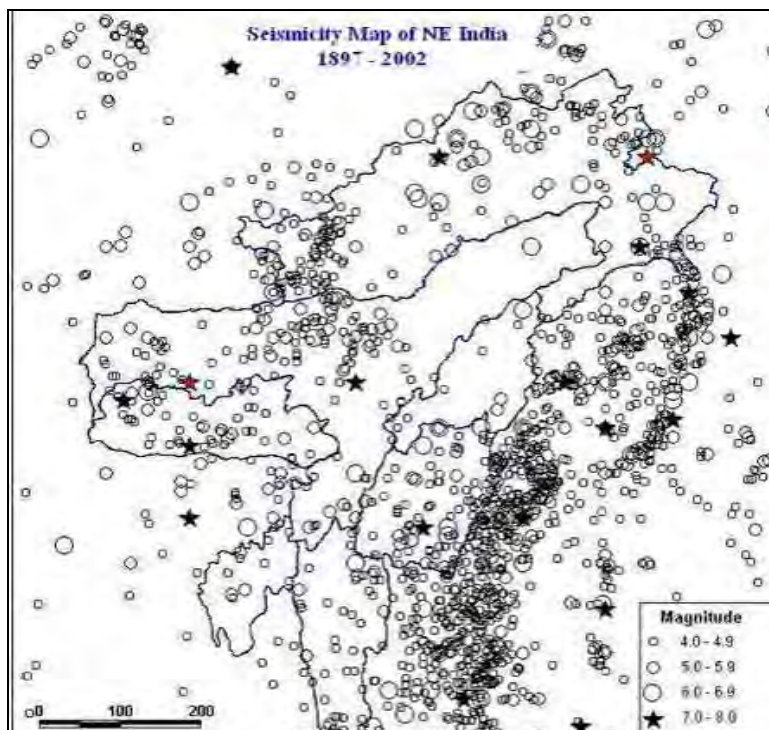 Seismicity Map of NE India
1897 - 2002
Magnitude
4.0 - 4.9
5.0 - 5.9
6.0 - 6.9
7.0 - 8.0
0 100 200